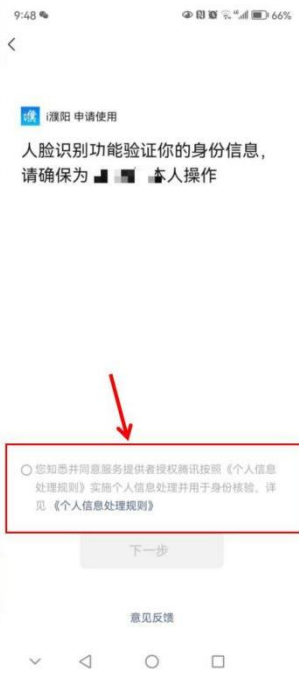 9:48
66%
i濮阳 申请使用
人脸识别功能验证你的身份信息，
请确保为 本人操作
您知悉并同意服务提供者授权腾讯按照《个人信息
处理规则》实施个人信息处理并用于身份核验，详
见 《个人信息处理规则》
下一步
意见反馈